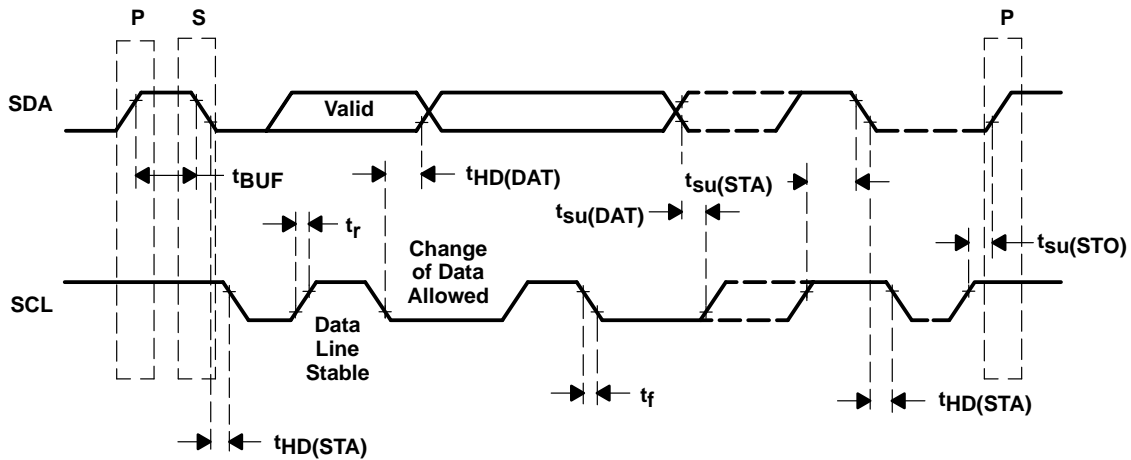 P
S
P
SDA
Valid
tBUF
tHD(DAT)
tsu(STA)
tsu(DAT)
tr
Change
of Data
Allowed
tsu(STO)
SCL
Data
Line
Stable
tf
tHD(STA)
tHD(STA)